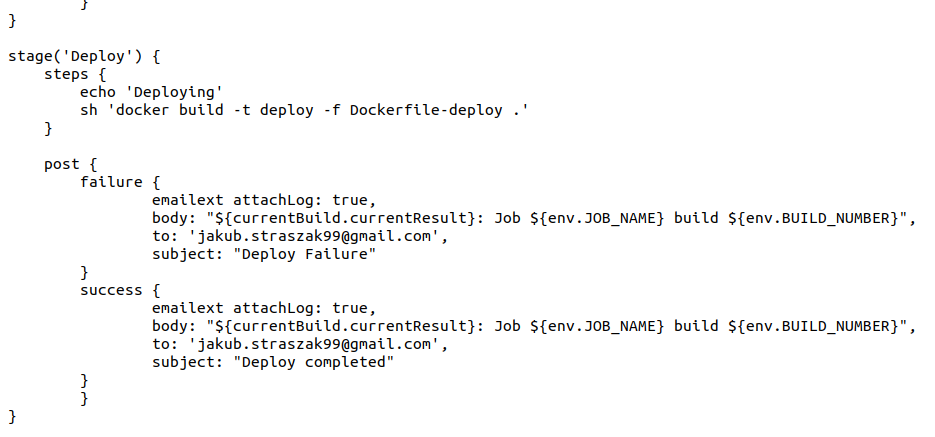 }
}

stage('Deploy') {
    steps {
        echo 'Deploying'
        sh 'docker build -t deploy -f Dockerfile-deploy .'
    }

    post {
        failure {
                emailext attachLog: true,
                body: "${currentBuild.currentResult}: Job ${env.JOB_NAME} build ${env.BUILD_NUMBER}",
                to: 'jakub.straszak99@gmail.com',
                subject: "Deploy Failure"
        }
        success {
                emailext attachLog: true,
                body: "${currentBuild.currentResult}: Job ${env.JOB_NAME} build ${env.BUILD_NUMBER}",
                to: 'jakub.straszak99@gmail.com',
                subject: "Deploy completed"
        }
        }
}